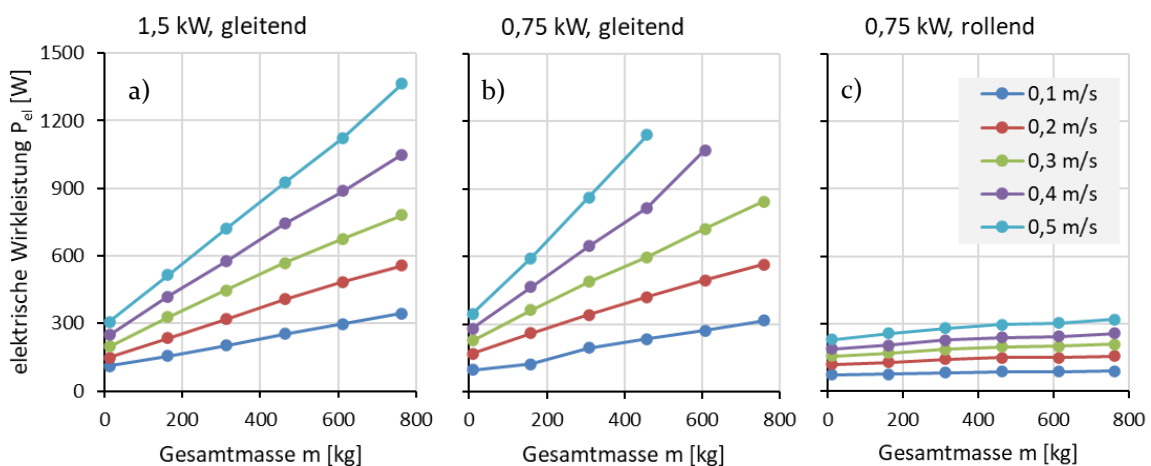 1,5 kW, gleitend
0,75 kW, gleitend
0,75 kW, rollend
elektrische Wirkleistung P_el [W]
1500
1200
900
600
300
0
a)
b)
c)
0,1 m/s
0,2 m/s
0,3 m/s
0,4 m/s
0,5 m/s
0 200 400 600 800
0 200 400 600 800
0 200 400 600 800
Gesamtmasse m [kg]
Gesamtmasse m [kg]
Gesamtmasse m [kg]